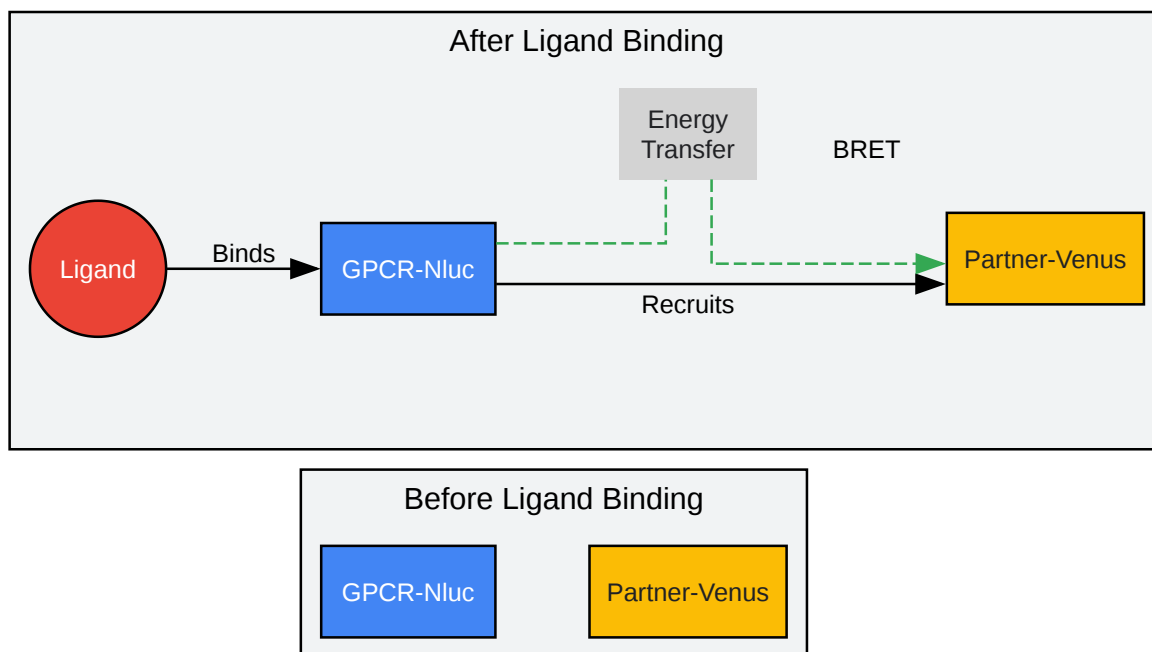 After Ligand Binding
Energy
Transfer
BRET
Ligand
Binds
GPCR-Nluc
Recruits
Partner-Venus
Before Ligand Binding
GPCR-Nluc
Partner-Venus